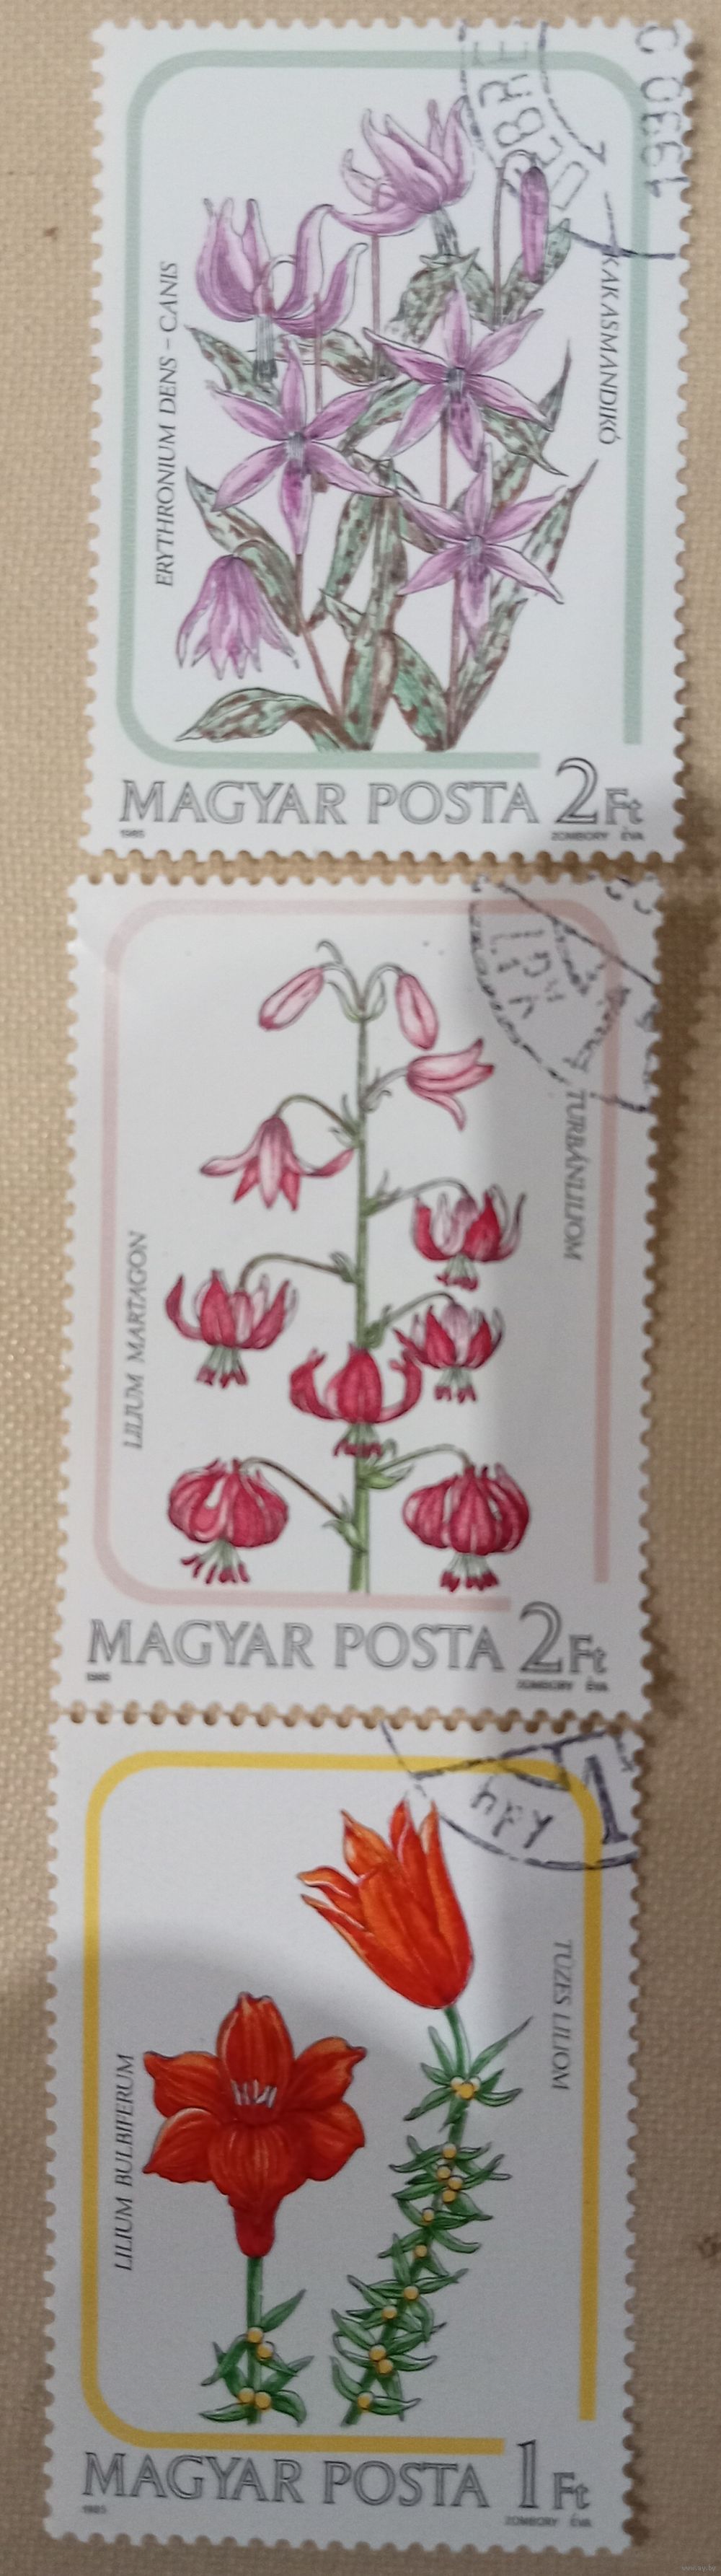 ERYTHRONIUM DENS-CANIS
KAKASMANDIKÓ
MAGYAR POSTA 2Ft
1985
ZOMBORY ÉVA
LILIUM MARTAGON
TURBÁNLILIOM
MAGYAR POSTA 2Ft
1985
ZOMBORY ÉVA
LILIUM BULBIFERUM
TÜZES LILIOM
MAGYAR POSTA 1Ft
1985
ZOMBORY ÉVA